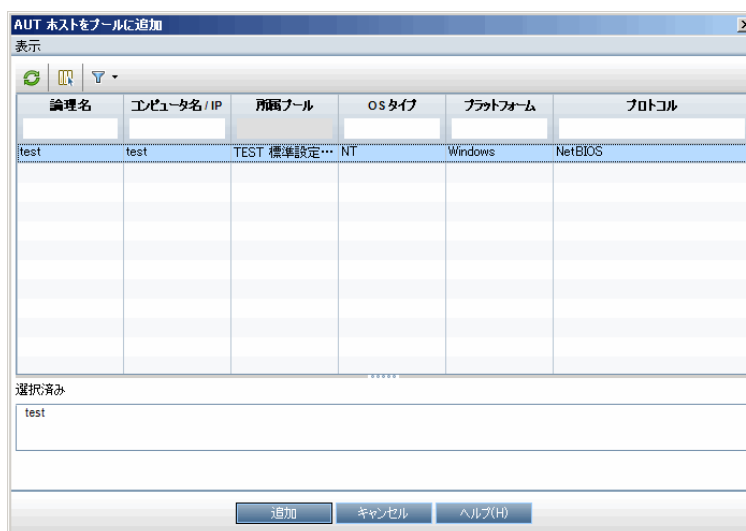 AUT ホストをプールに追加
表示
論理名 コンピュータ名/IP 所属プール OSタイプ プラットフォーム プロトコル
test test TEST 標準設定… NT Windows NetBIOS
選択済み
test
追加 キャンセル ヘルプ(H)